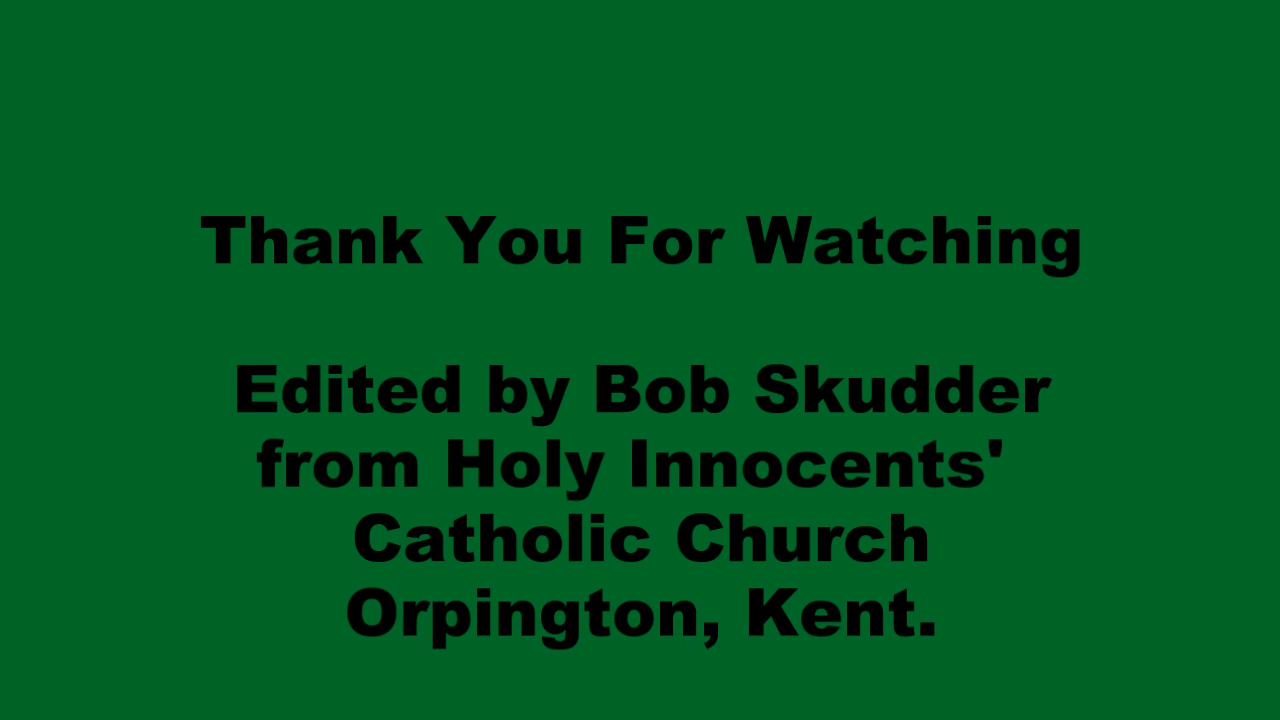 Thank You For Watching
Edited by Bob Skudder
from Holy Innocents'
Catholic Church
Orpington, Kent.